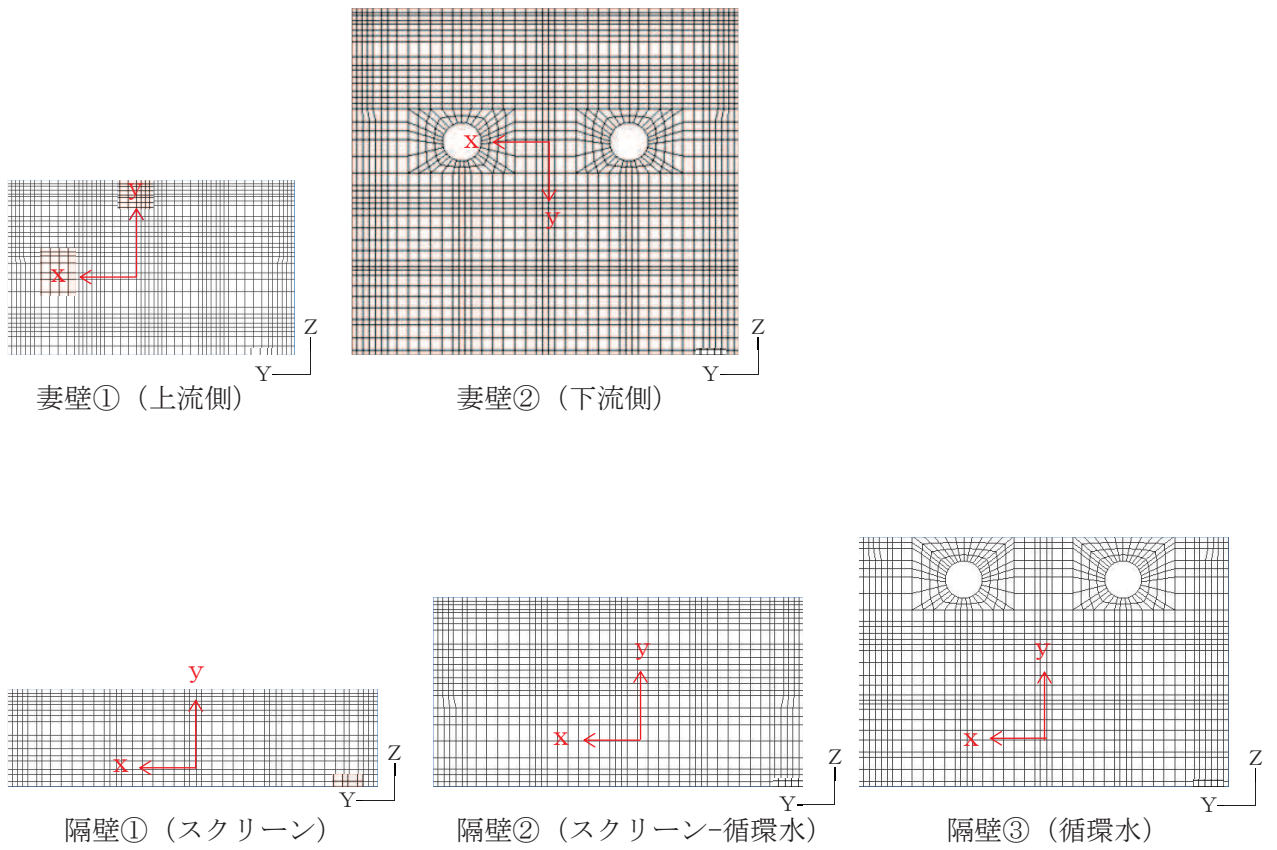 y
x
Z
Y
妻壁①（上流側）
x
y
Z
Y
妻壁②（下流側）
y
x
Z
Y
隔壁①（スクリーン）
y
x
Z
Y
隔壁②（スクリーン-循環水）
y
x
Z
Y
隔壁③（循環水）